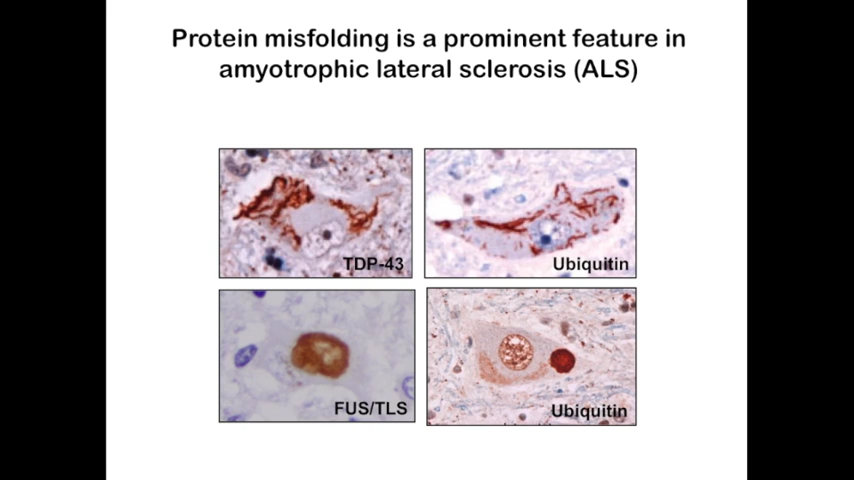 Protein misfolding is a prominent feature in
amyotrophic lateral sclerosis (ALS)
TDP-43
Ubiquitin
FUS/TLS
Ubiquitin